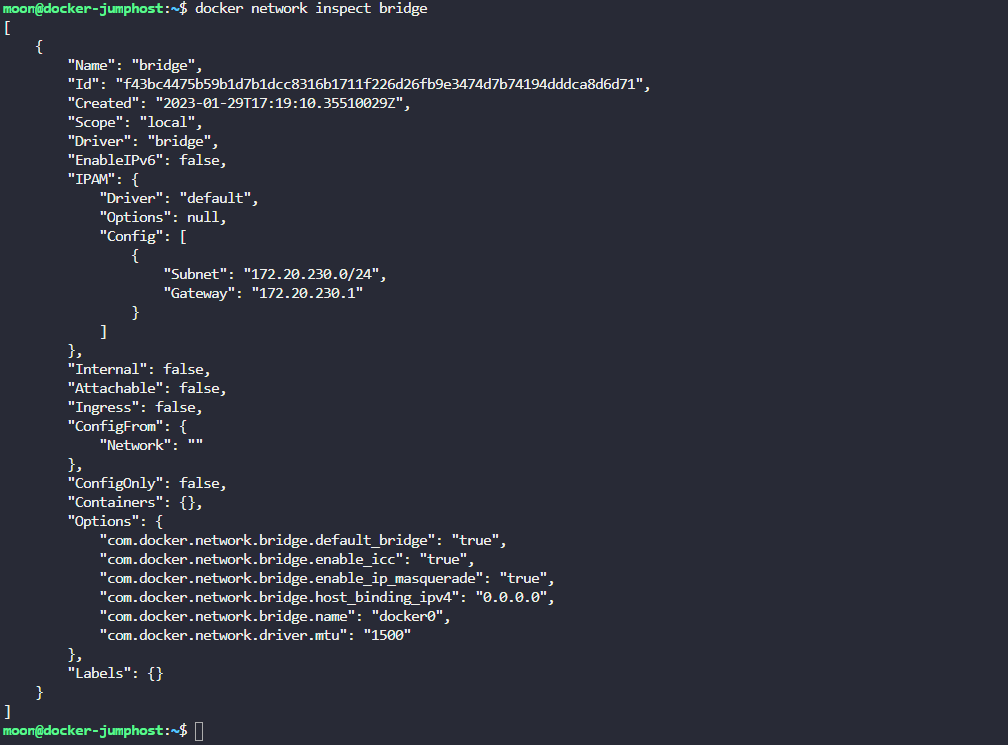 moon@docker-jumphost:~$ docker network inspect bridge
[
    {
        "Name": "bridge",
        "Id": "f43bc4475b59b1d7b1dcc8316b1711f226d26fb9e3474d7b74194dddca8d6d71",
        "Created": "2023-01-29T17:19:10.35510029Z",
        "Scope": "local",
        "Driver": "bridge",
        "EnableIPv6": false,
        "IPAM": {
            "Driver": "default",
            "Options": null,
            "Config": [
                {
                    "Subnet": "172.20.230.0/24",
                    "Gateway": "172.20.230.1"
                }
            ]
        },
        "Internal": false,
        "Attachable": false,
        "Ingress": false,
        "ConfigFrom": {
            "Network": ""
        },
        "ConfigOnly": false,
        "Containers": {},
        "Options": {
            "com.docker.network.bridge.default_bridge": "true",
            "com.docker.network.bridge.enable_icc": "true",
            "com.docker.network.bridge.enable_ip_masquerade": "true",
            "com.docker.network.bridge.host_binding_ipv4": "0.0.0.0",
            "com.docker.network.bridge.name": "docker0",
            "com.docker.network.driver.mtu": "1500"
        },
        "Labels": {}
    }
]
moon@docker-jumphost:~$